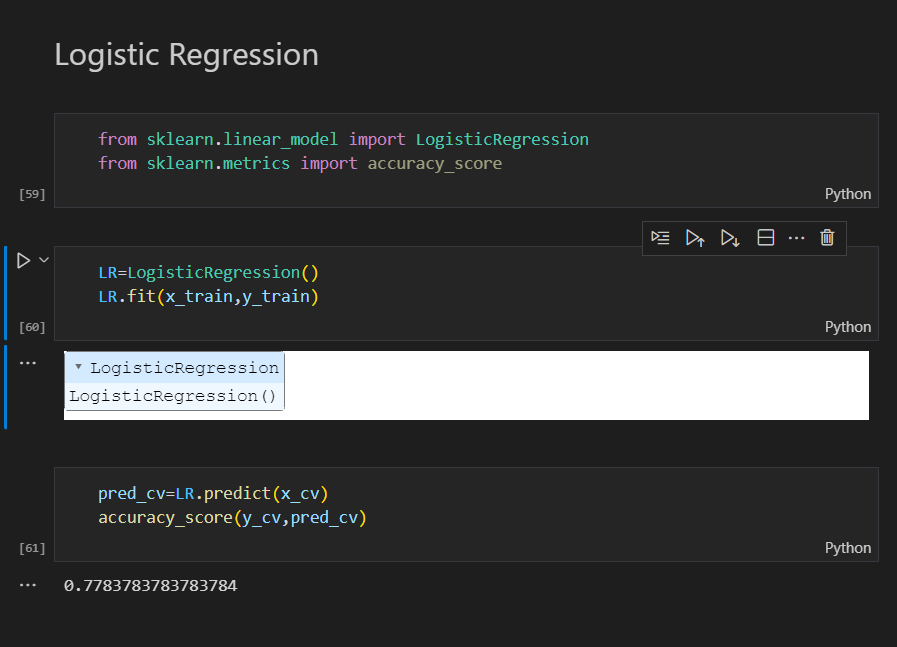 Logistic Regression
from sklearn.linear_model import LogisticRegression
from sklearn.metrics import accuracy_score
[59]
Python
LR=LogisticRegression()
LR.fit(x_train,y_train)
[60]
Python
LogisticRegression
LogisticRegression()
pred_cv=LR.predict(x_cv)
accuracy_score(y_cv,pred_cv)
[61]
Python
0.7783783783783784